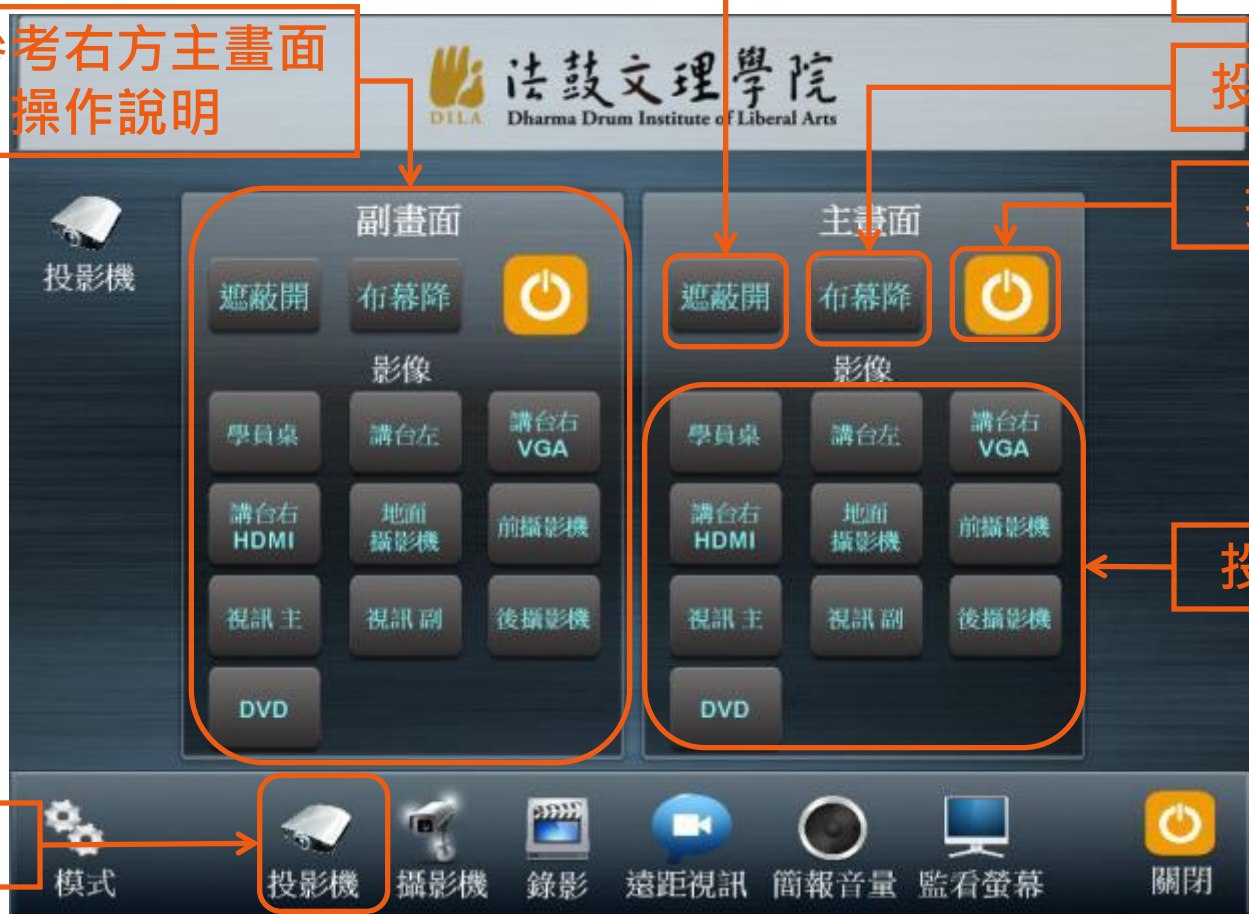 考右方主畫面
操作說明
法鼓文理學院
DILA
Dharma Drum Institute of Liberal Arts
投
投影機
副畫面
遮蔽開
布幕降
影像
學員桌
講台左
講台右
VGA
講台右
HDMI
地面
攝影機
前攝影機
視訊 主
視訊 副
後攝影機
DVD
主畫面
遮蔽開
布幕降
影像
學員桌
講台左
講台右
VGA
講台右
HDMI
地面
攝影機
前攝影機
視訊 主
視訊 副
後攝影機
DVD
投
模式
投影機
攝影機
錄影
遠距視訊
簡報音量
監看螢幕
關閉